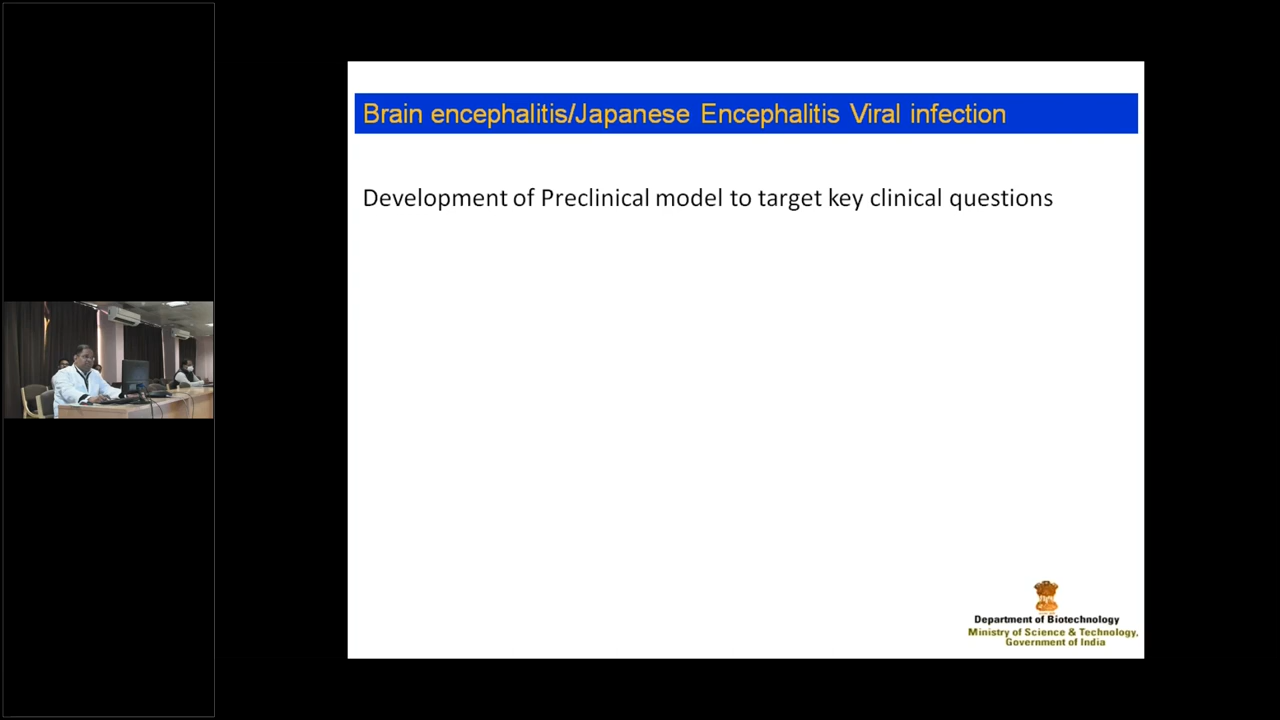 Brain encephalitis/Japanese Encephalitis Viral infection
Development of Preclinical model to target key clinical questions
Department of Biotechnology
Ministry of Science & Technology,
Government of India